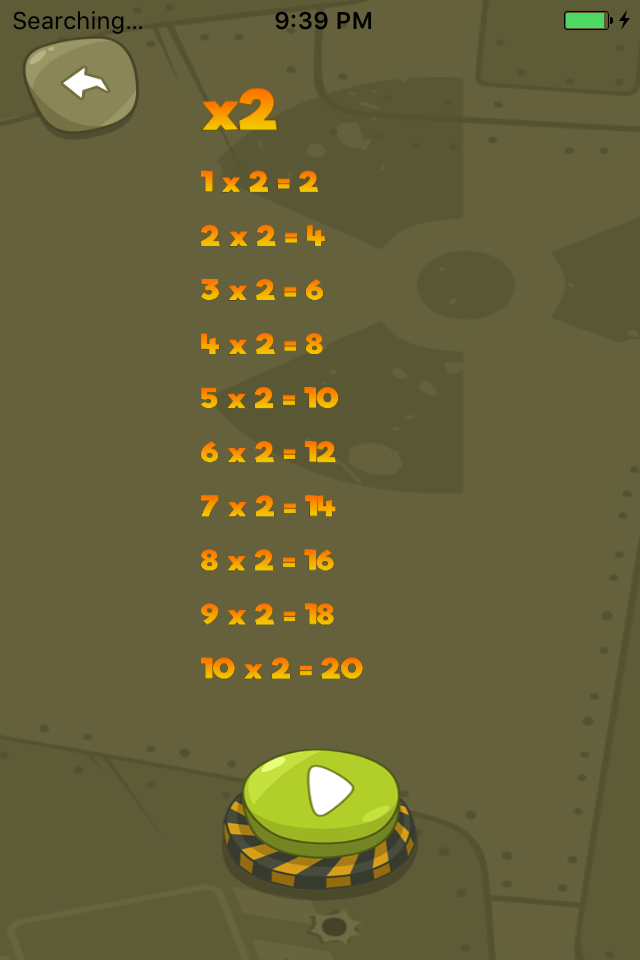 Searching... 9:39 PM
x2
1 x 2 = 2
2 x 2 = 4
3 x 2 = 6
4 x 2 = 8
5 x 2 = 10
6 x 2 = 12
7 x 2 = 14
8 x 2 = 16
9 x 2 = 18
10 x 2 = 20